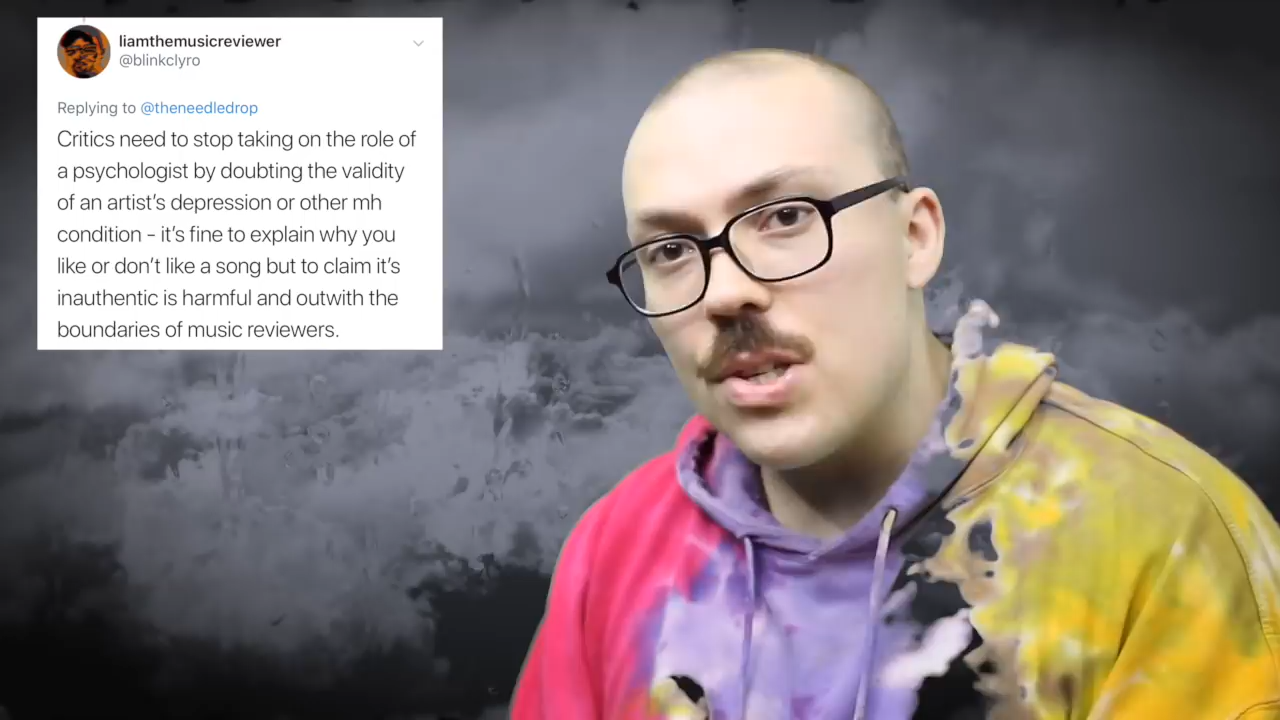 liamthemusicreviewer
@blinkclyro
Replying to @theneedledrop
Critics need to stop taking on the role of
a psychologist by doubting the validity
of an artist's depression or other mh
condition - it's fine to explain why you
like or don't like a song but to claim it's
inauthentic is harmful and outwith the
boundaries of music reviewers.